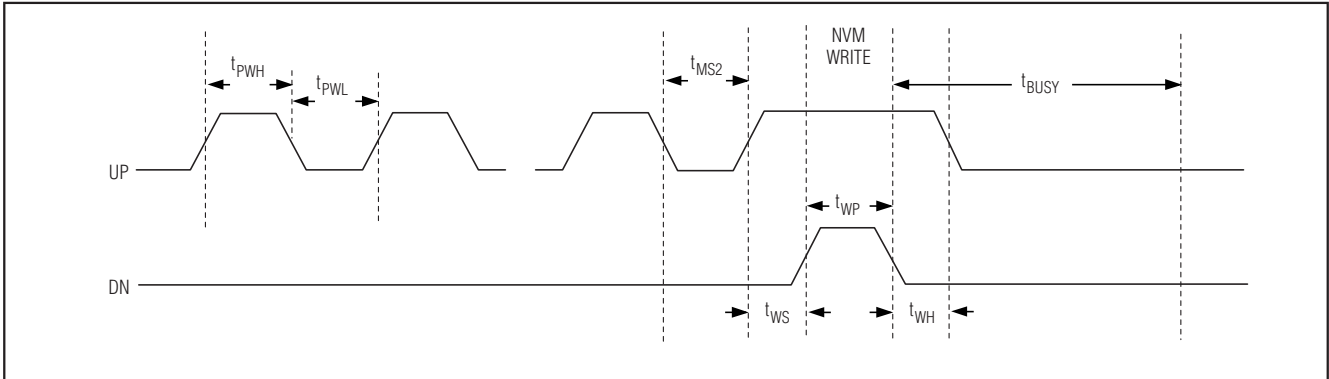 NVM
WRITE
tPWH
tPWL
tMS2
tBUSY
UP
tWP
DN
tWS
tWH